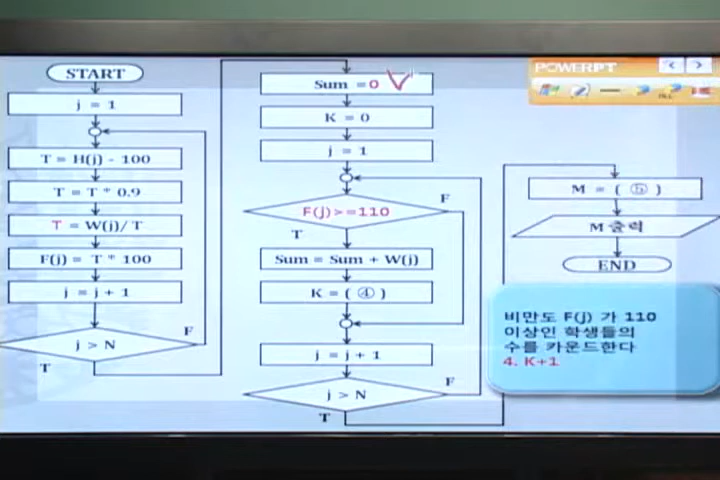 START
j = 1
T = H(j) - 100
T = T * 0.9
T = W(j)/ T
F(j) = T * 100
j = j + 1
j > N
F
T
Sum = 0
K = 0
j = 1
F(j)>=110
F
T
Sum = Sum + W(j)
K = ( ④ )
j = j + 1
j > N
F
T
M = ( ⑤ )
M 출력
END
POWERPT
비만도 F(j) 가 110
이상인 학생들의
수를 카운드한다
4. K+1